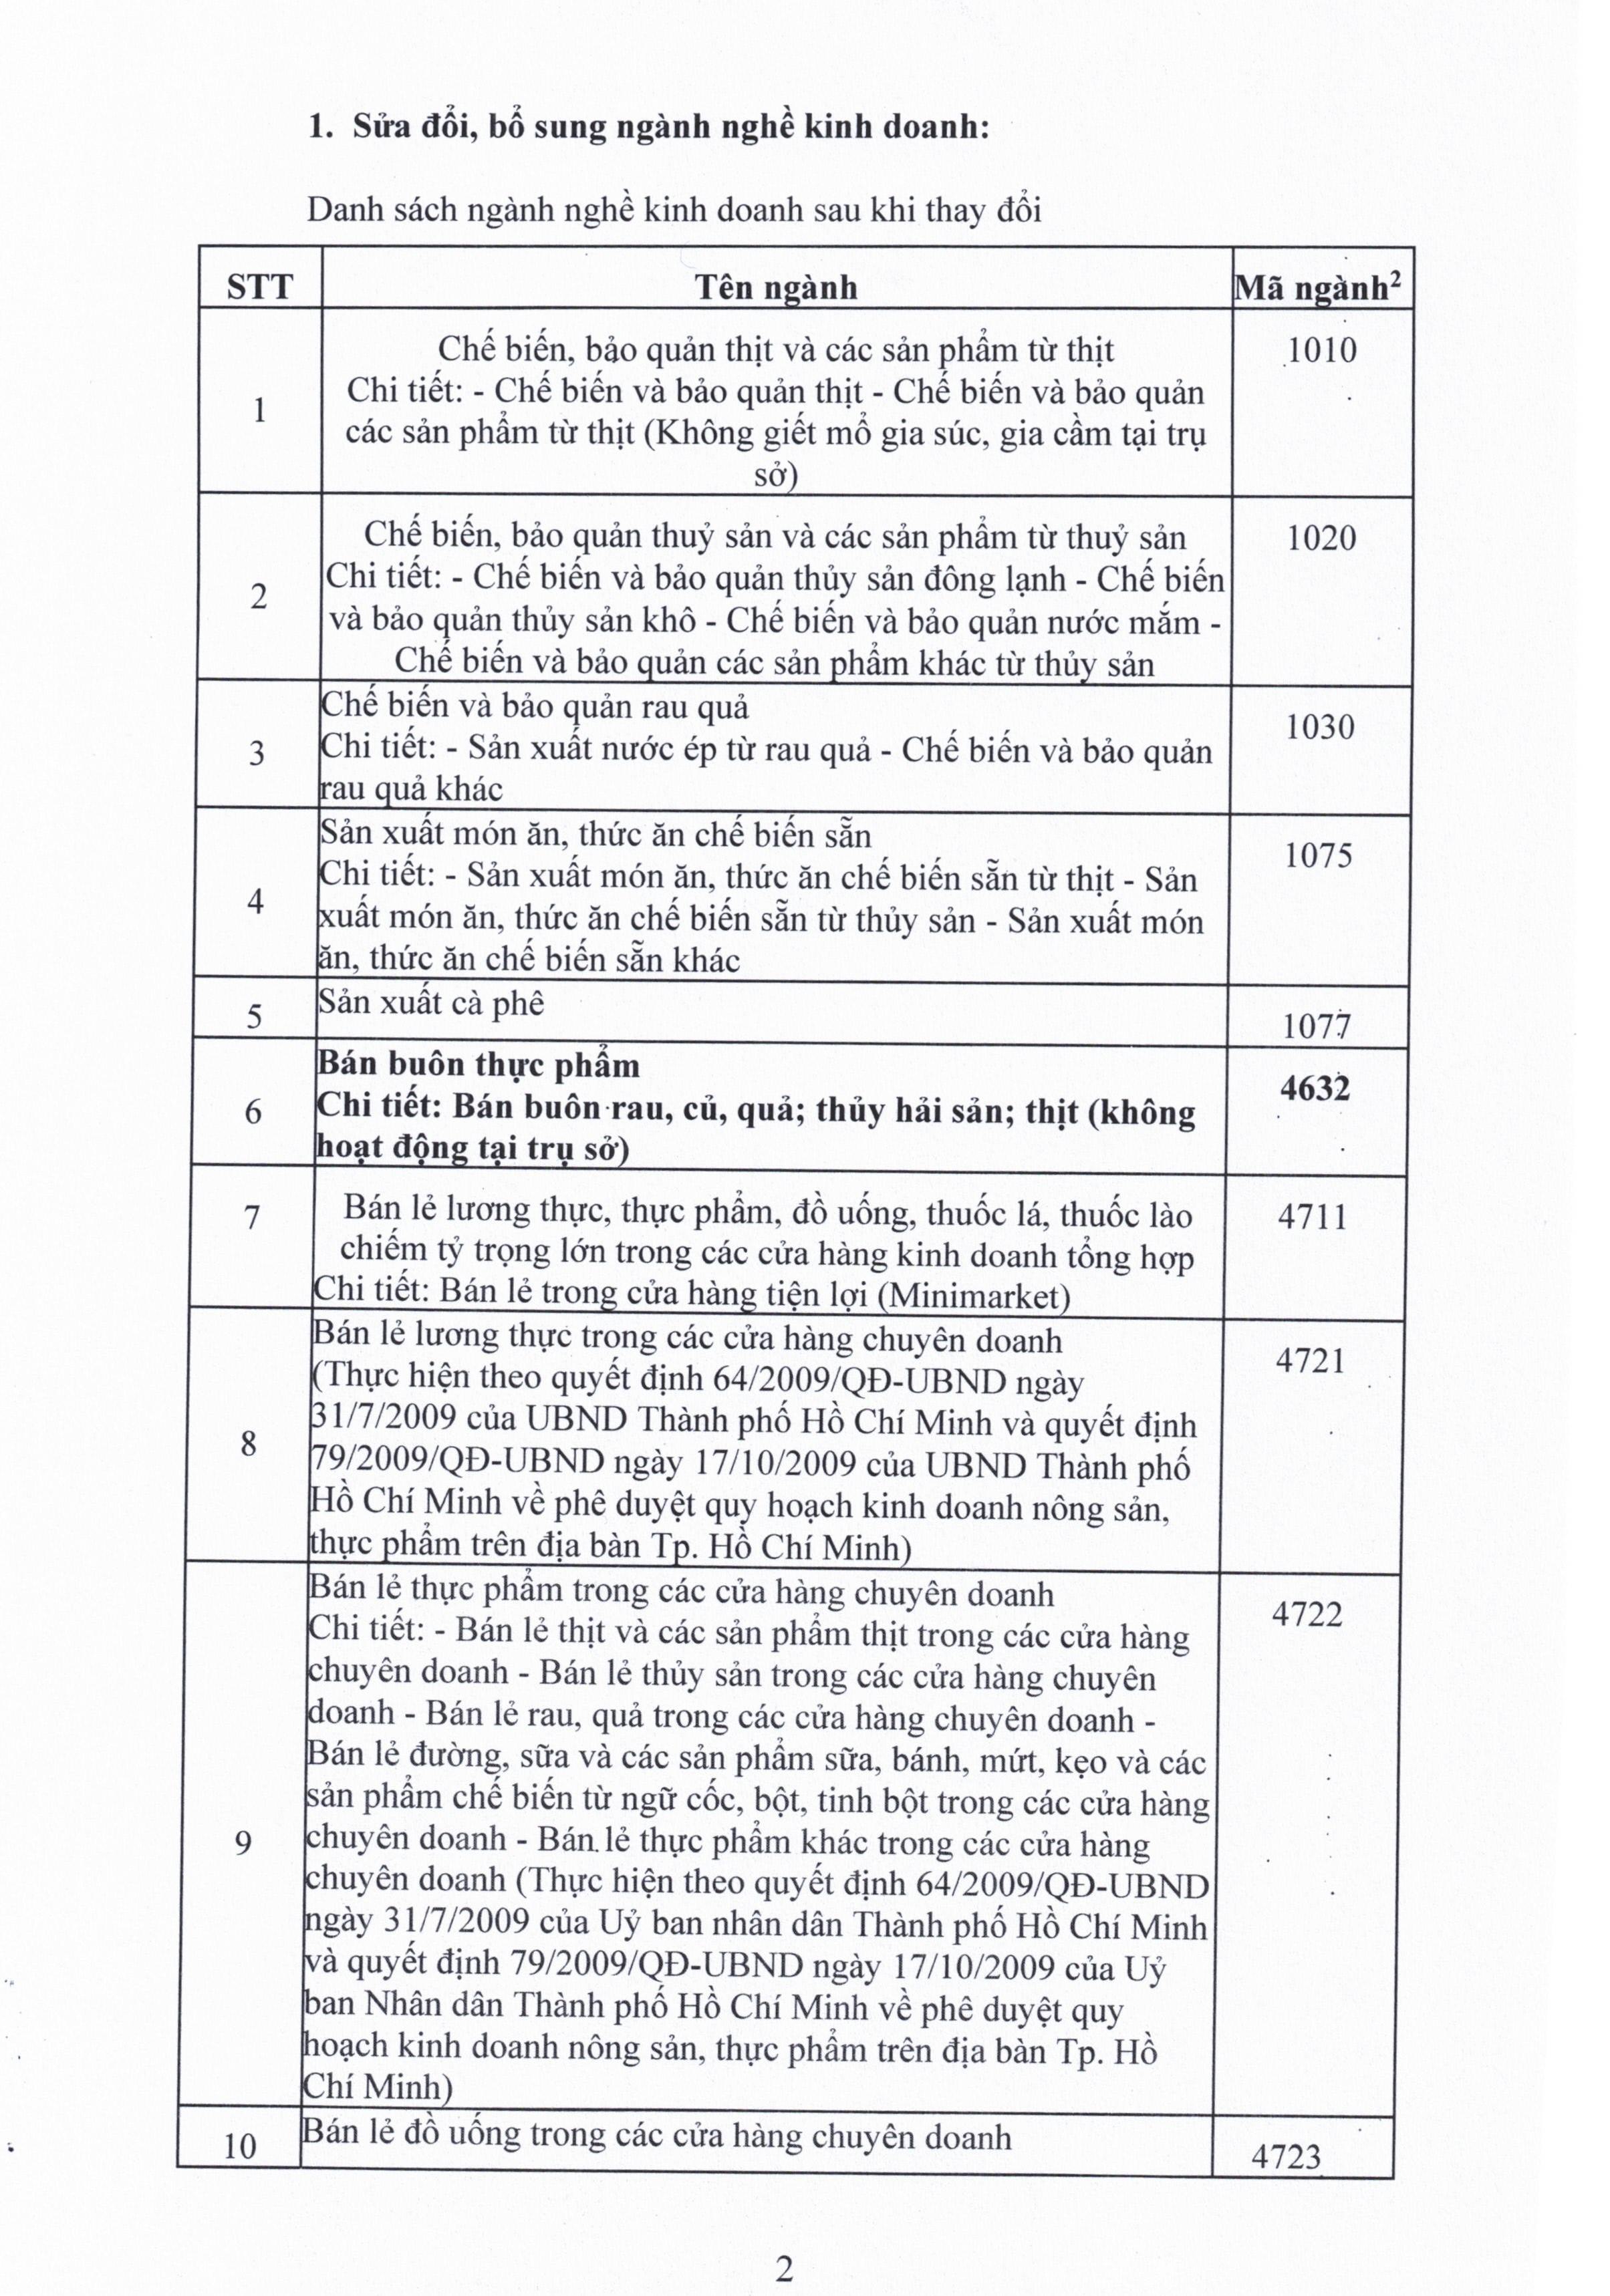 1. Sửa đổi, bổ sung ngành nghề kinh doanh:
Danh sách ngành nghề kinh doanh sau khi thay đổi
STT Tên ngành Mã ngành²
1
Chế biến, bảo quản thịt và các sản phẩm từ thịt
Chi tiết: - Chế biến và bảo quản thịt - Chế biến và bảo quản
các sản phẩm từ thịt (Không giết mổ gia súc, gia cầm tại trụ
sở)
1010
2
Chế biến, bảo quản thuỷ sản và các sản phẩm từ thuỷ sản
Chi tiết: - Chế biến và bảo quản thủy sản đông lạnh - Chế biến
và bảo quản thủy sản khô - Chế biến và bảo quản nước mắm -
Chế biến và bảo quản các sản phẩm khác từ thủy sản
1020
3
Chế biến và bảo quản rau quả
Chi tiết: - Sản xuất nước ép từ rau quả - Chế biến và bảo quản
rau quả khác
1030
4
Sản xuất món ăn, thức ăn chế biến sẵn
Chi tiết: - Sản xuất món ăn, thức ăn chế biến sẵn từ thịt - Sản
xuất món ăn, thức ăn chế biến sẵn từ thủy sản - Sản xuất món
ăn, thức ăn chế biến sẵn khác
1075
5
Sản xuất cà phê
1077
6
Bán buôn thực phẩm
Chi tiết: Bán buôn rau, củ, quả; thủy hải sản; thịt (không
hoạt động tại trụ sở)
4632
7
Bán lẻ lương thực, thực phẩm, đồ uống, thuốc lá, thuốc lào
chiếm tỷ trọng lớn trong các cửa hàng kinh doanh tổng hợp
Chi tiết: Bán lẻ trong cửa hàng tiện lợi (Minimarket)
4711
8
Bán lẻ lương thực trong các cửa hàng chuyên doanh
(Thực hiện theo quyết định 64/2009/QĐ-UBND ngày
31/7/2009 của UBND Thành phố Hồ Chí Minh và quyết định
79/2009/QĐ-UBND ngày 17/10/2009 của UBND Thành phố
Hồ Chí Minh về phê duyệt quy hoạch kinh doanh nông sản,
thực phẩm trên địa bàn Tp. Hồ Chí Minh)
4721
9
Bán lẻ thực phẩm trong các cửa hàng chuyên doanh
Chi tiết: - Bán lẻ thịt và các sản phẩm thịt trong các cửa hàng
chuyên doanh - Bán lẻ thủy sản trong các cửa hàng chuyên
doanh - Bán lẻ rau, quả trong các cửa hàng chuyên doanh -
Bán lẻ đường, sữa và các sản phẩm sữa, bánh, mứt, kẹo và các
sản phẩm chế biến từ ngữ cốc, bột, tinh bột trong các cửa hàng
chuyên doanh - Bán lẻ thực phẩm khác trong các cửa hàng
chuyên doanh (Thực hiện theo quyết định 64/2009/QĐ-UBND
ngày 31/7/2009 của Uỷ ban nhân dân Thành phố Hồ Chí Minh
và quyết định 79/2009/QĐ-UBND ngày 17/10/2009 của Uỷ
ban Nhân dân Thành phố Hồ Chí Minh về phê duyệt quy
hoạch kinh doanh nông sản, thực phẩm trên địa bàn Tp. Hồ
Chí Minh)
4722
10
Bán lẻ đồ uống trong các cửa hàng chuyên doanh
4723
2